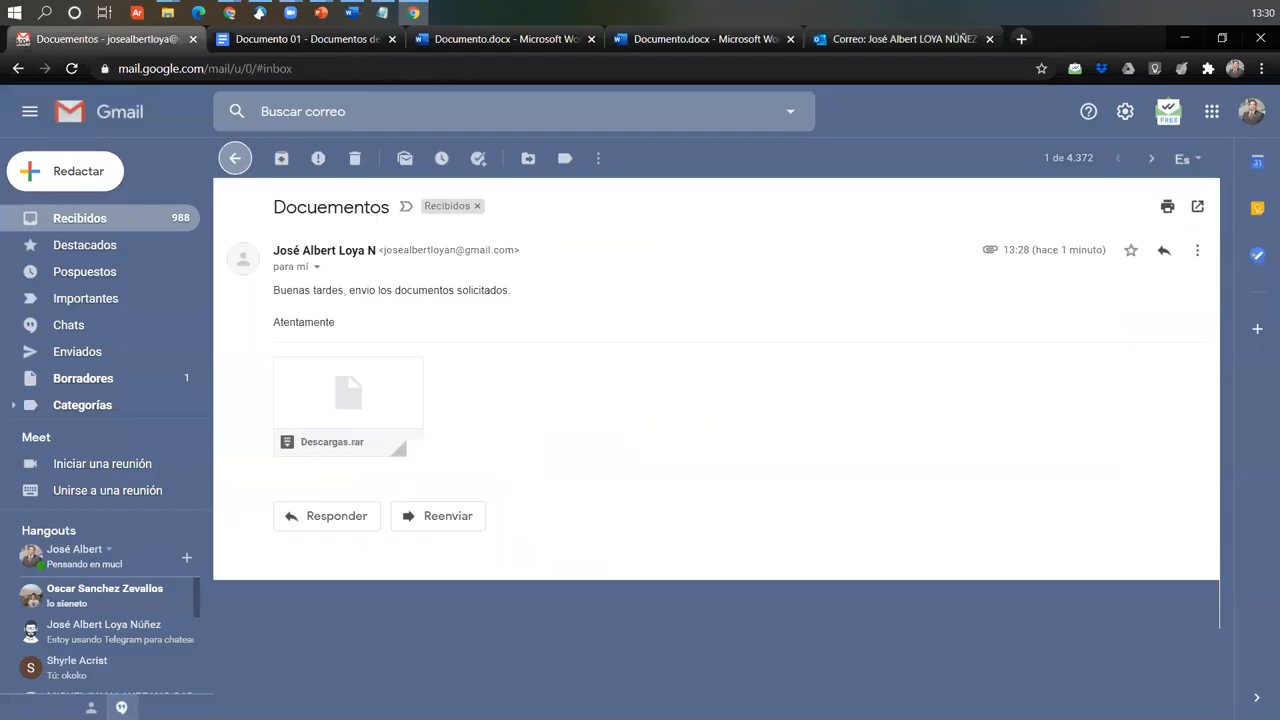 Ar
13:30
Docuementos - josealbertloya@
Documento 01 - Documentos de
Documento.docx - Microsoft Wo
Documento.docx - Microsoft Wo
Correo: José Albert LOYA NÚÑEZ
mail.google.com/mail/u/0/#inbox
Gmail
Buscar correo
FREE
Redactar
1 de 4.372
Es
Recibidos 988
Destacados
Pospuestos
Importantes
Chats
Enviados
Borradores 1
Categorías
Meet
Iniciar una reunión
Unirse a una reunión
Hangouts
José Albert
Pensando en mucl
Oscar Sanchez Zevallos
lo sieneto
José Albert Loya Núñez
Estoy usando Telegram para chatear
S
Shyrle Acrist
Tú: okoko
Docuementos
Recibidos
José Albert Loya N <josealbertloyan@gmail.com>
13:28 (hace 1 minuto)
para mí
Buenas tardes, envio los documentos solicitados.
Atentamente
Descargas.rar
Responder
Reenviar
31